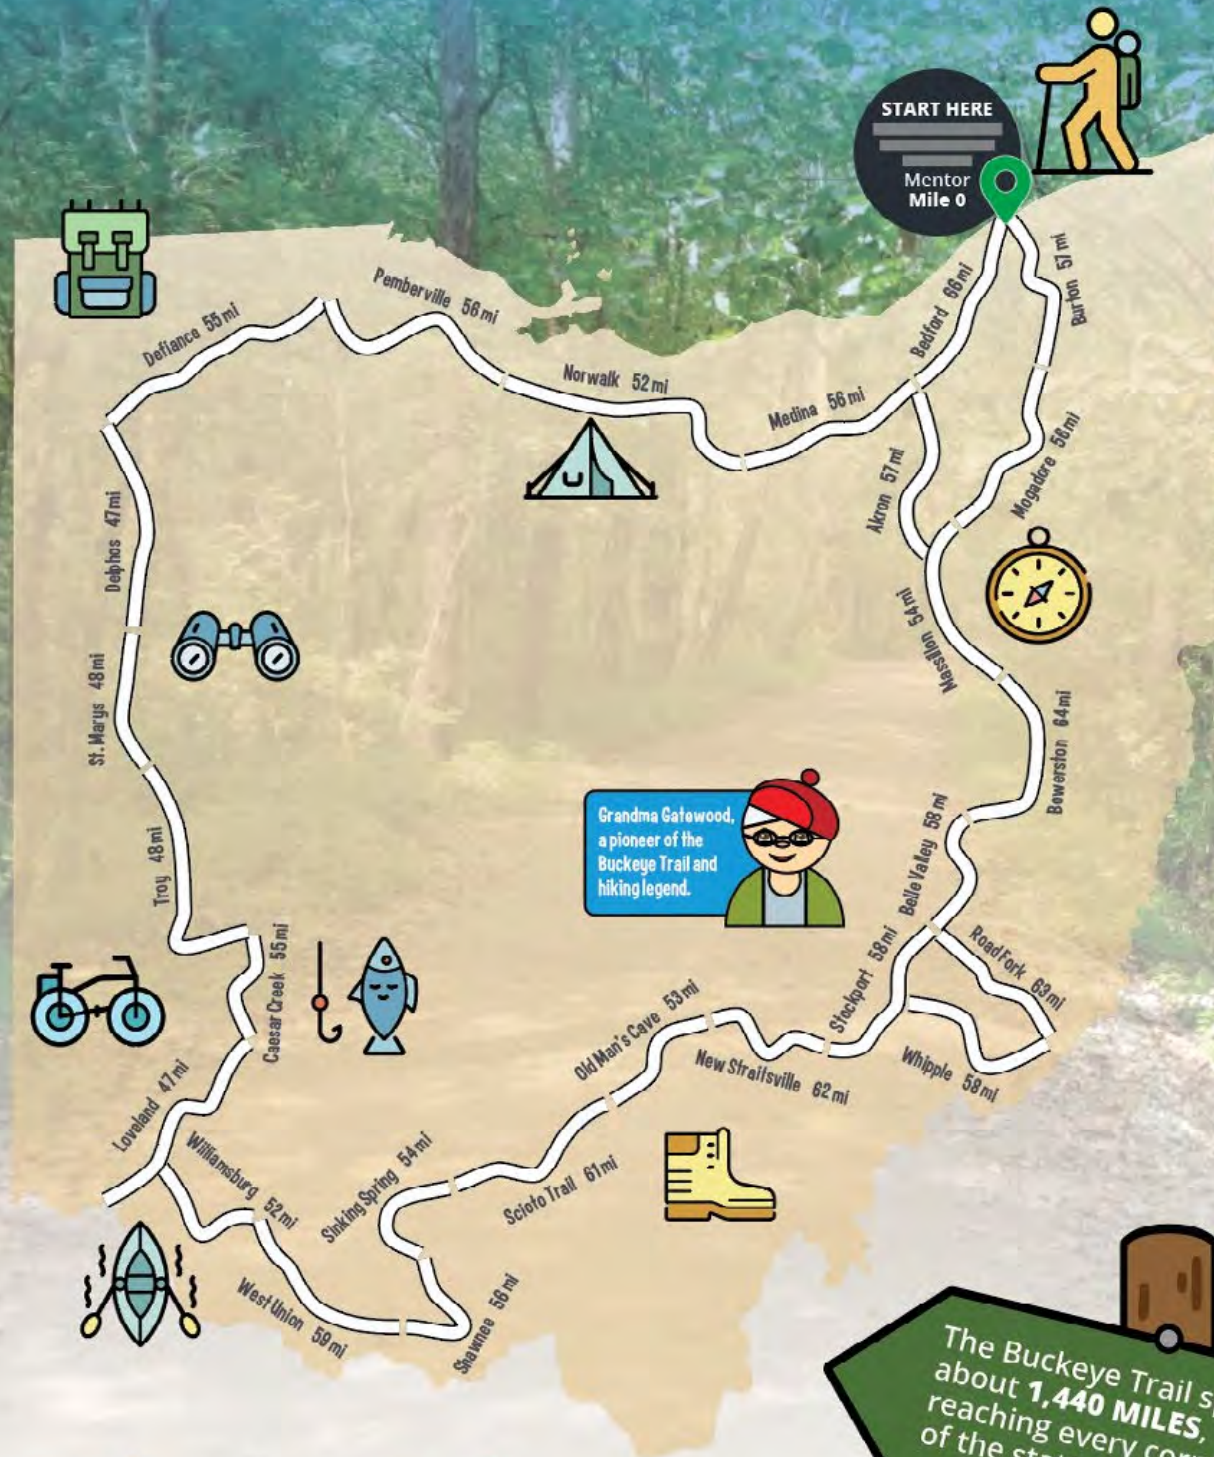 START HERE
Mentor
Mile 0
Burton 57 mi
Bedford 66 mi
Pemberville 56 mi
Defiance 55 mi
Norwalk 52 mi
Medina 56 mi
Mogadore 56 mi
Akron 57 mi
Delphos 47 mi
Massillon 54 mi
St. Marys 48 mi
Bowerston 64 mi
Grandma Gatewood,
a pioneer of the
Buckeye Trail and
hiking legend.
Belle Valley 58 mi
Troy 48 mi
Caesar Creek 55 mi
Stockport 58 mi
Road Fork 63 mi
Old Man's Cave 53 mi
New Straitsville 62 mi
Whipple 58 mi
Loveland 47 mi
Williamsburg 52 mi
Sinking Spring 54 mi
Scioto Trail 61 mi
West Union 59 mi
Shawnee 56 mi
The Buckeye Trail s
about 1,440 MILES,
reaching every cor
of the sta